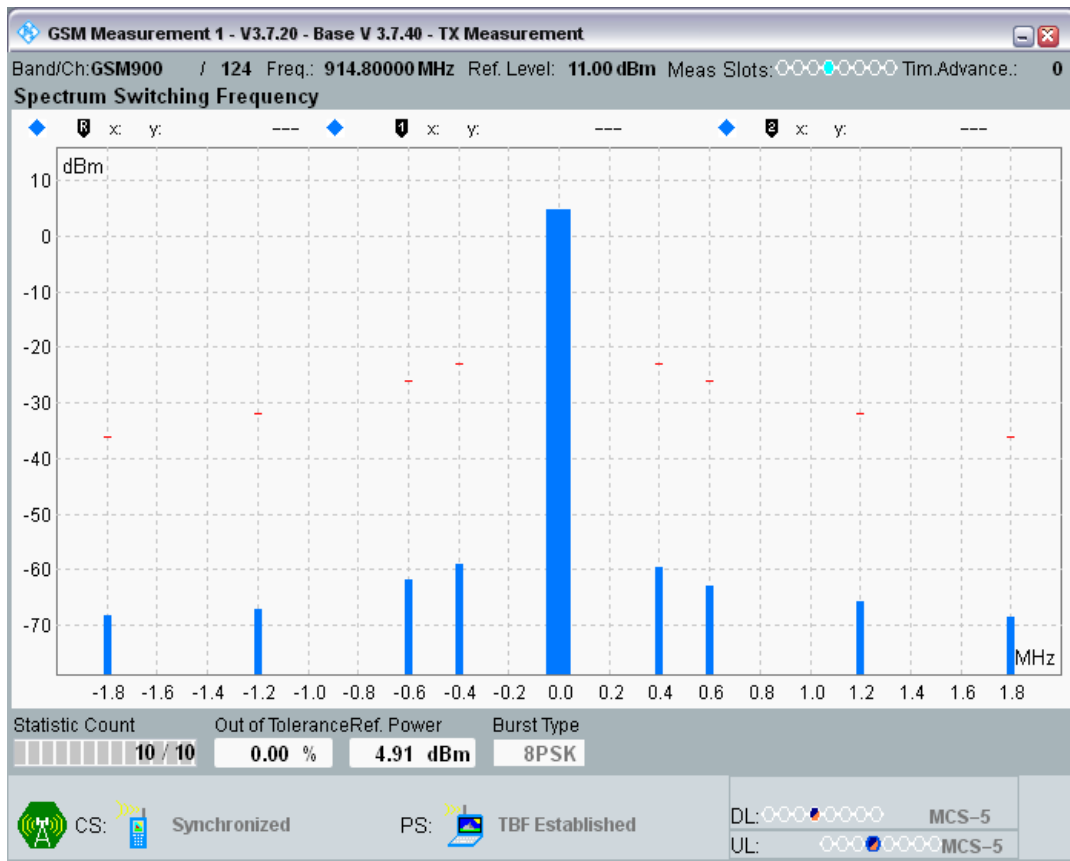 GSM Measurement 1 - V3.7.20 - Base V 3.7.40 - TX Measurement
Band/Ch:GSM900 / 124 Freq.: 914.80000 MHz Ref. Level: 11.00 dBm Meas Slots: Tim.Advance.: 0
Spectrum Switching Frequency
R x: y: --- 1 x: y: --- 2 x: y: ---
dBm
10
0
-10
-20
-30
-40
-50
-60
-70
MHz
-1.8 -1.6 -1.4 -1.2 -1.0 -0.8 -0.6 -0.4 -0.2 0.0 0.2 0.4 0.6 0.8 1.0 1.2 1.4 1.6 1.8
Statistic Count Out of Tolerance Ref. Power Burst Type
10 / 10 0.00 % 4.91 dBm 8PSK
CS: Synchronized PS: TBF Established DL: MCS-5
UL: MCS-5